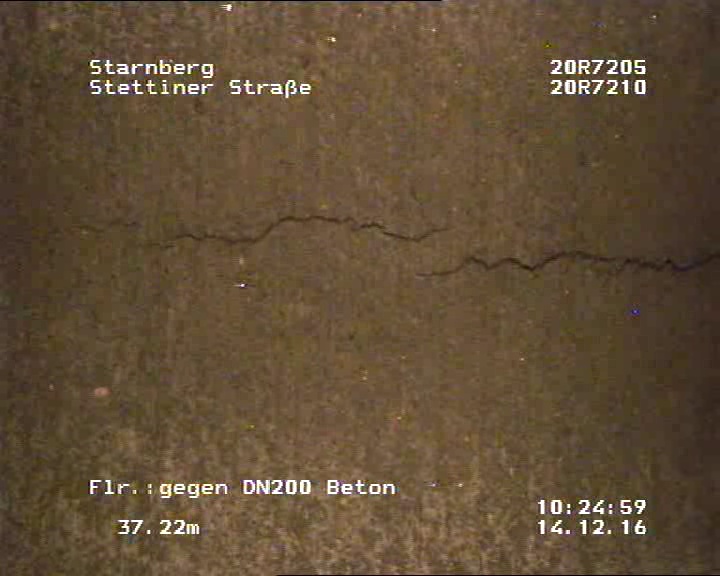 Starnberg 20R7205
Stettiner Straße 20R7210
Flr.:gegen DN200 Beton
10:24:59
37.22m 14.12.16